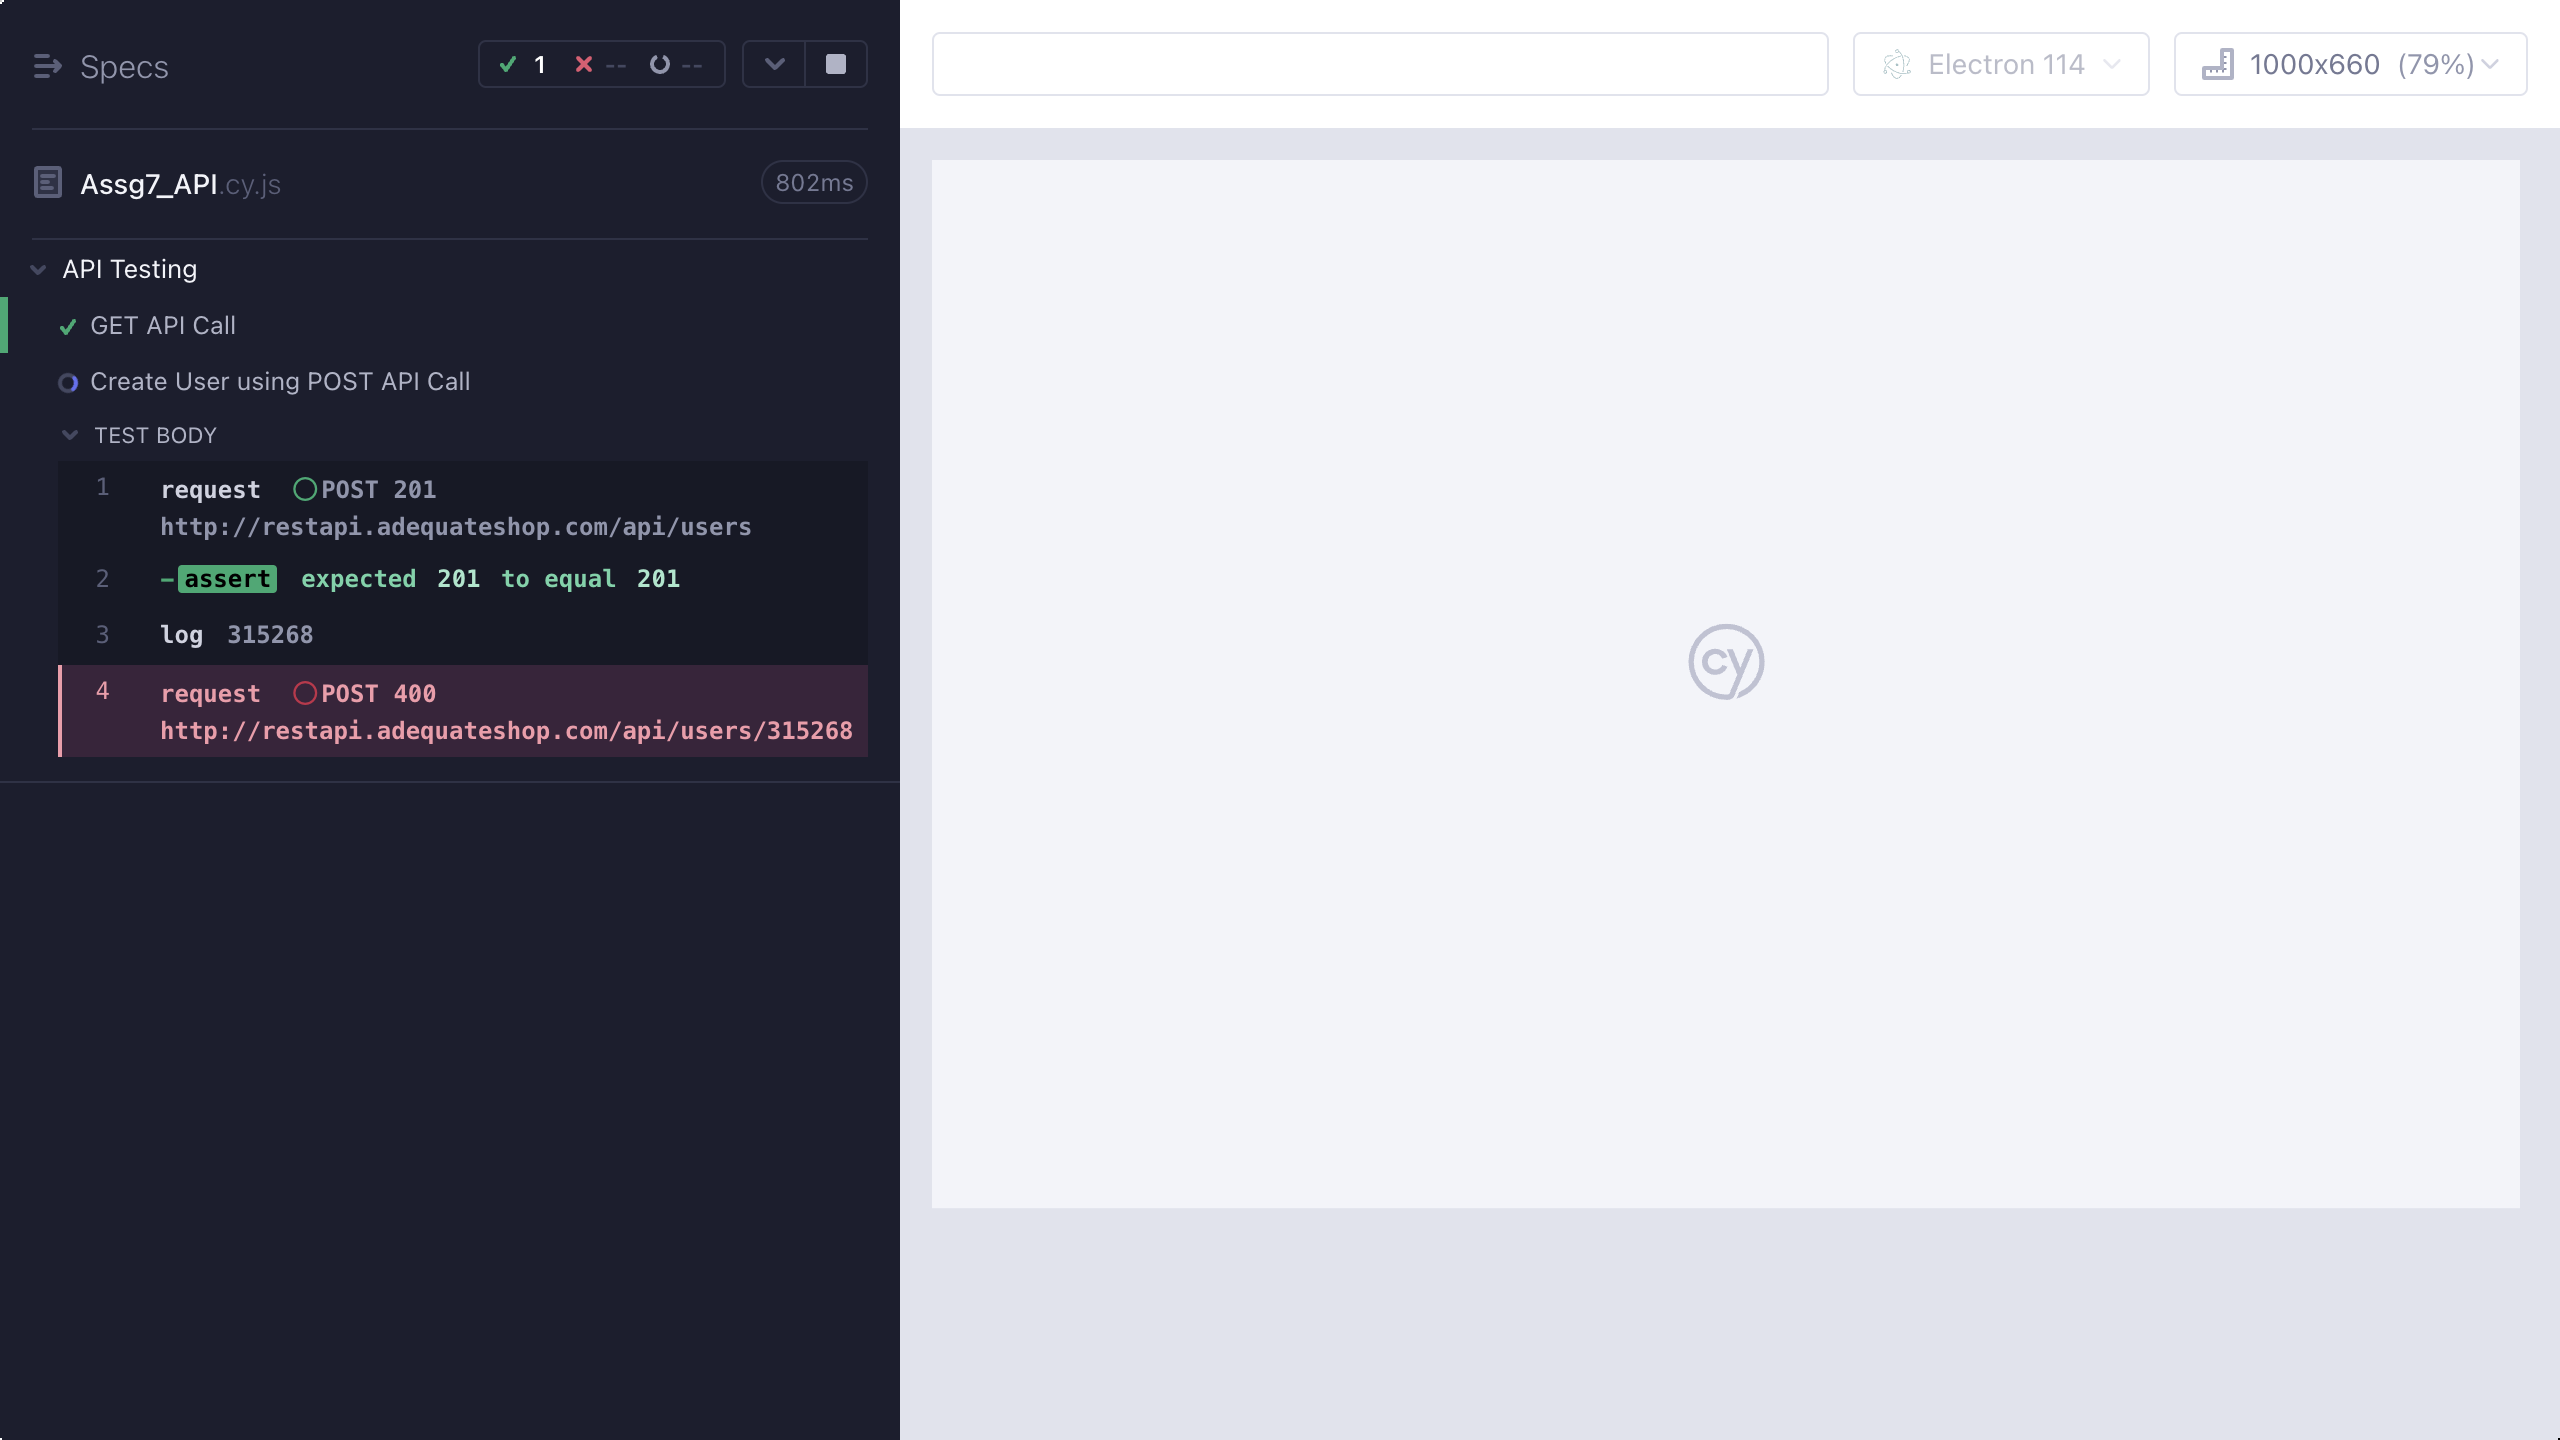 Specs
1 -- --
Assg7_API.cy.js 802ms
API Testing
GET API Call
Create User using POST API Call
TEST BODY
1 request POST 201
http://restapi.adequateshop.com/api/users
2 -assert expected 201 to equal 201
3 log 315268
4 request POST 400
http://restapi.adequateshop.com/api/users/315268
Electron 114
1000x660 (79%)
cy